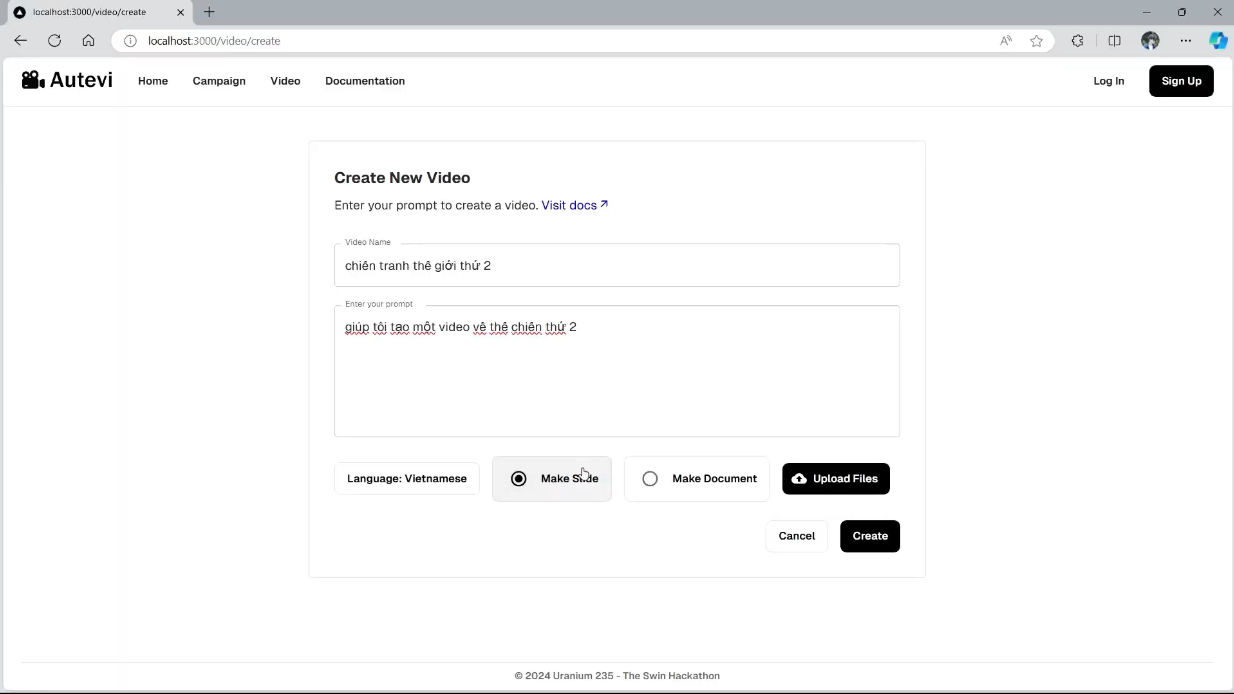 localhost:3000/video/create
localhost:3000/video/create
Autevi
Home
Campaign
Video
Documentation
Log In
Sign Up
Create New Video
Enter your prompt to create a video. Visit docs
Video Name
chiến tranh thế giới thứ 2
Enter your prompt
giúp tôi tạo một video về thế chiến thứ 2
Language: Vietnamese
Make Slide
Make Document
Upload Files
Cancel
Create
© 2024 Uranium 235 - The Swin Hackathon